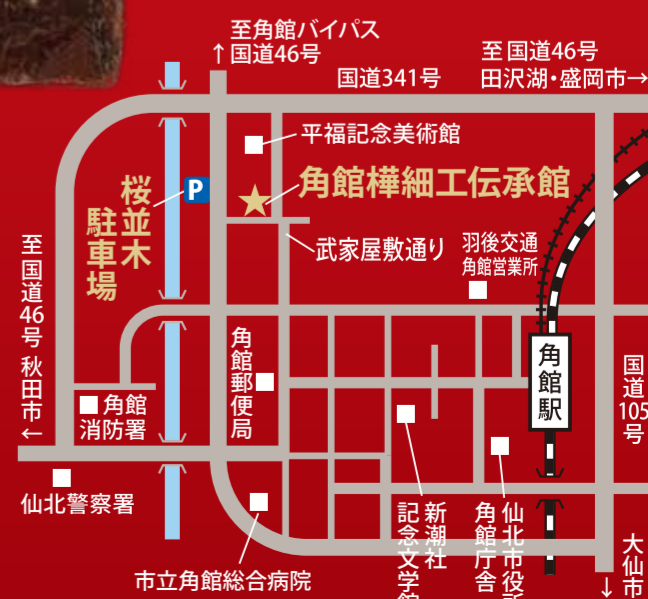 至角館バイパス
↑国道46号
至国道46号
国道341号
田沢湖・盛岡市→
平福記念美術館
角館樺細工伝承館
P
桜並木
駐車場
武家屋敷通り
羽後交通
角館営業所
至国道46号 秋田市←
角館郵便局
角館駅
国道105号
角館
消防署
仙北警察署
市立角館総合病院
新潮社
記念文学館
仙北市役所
角館庁舎
大仙市↓